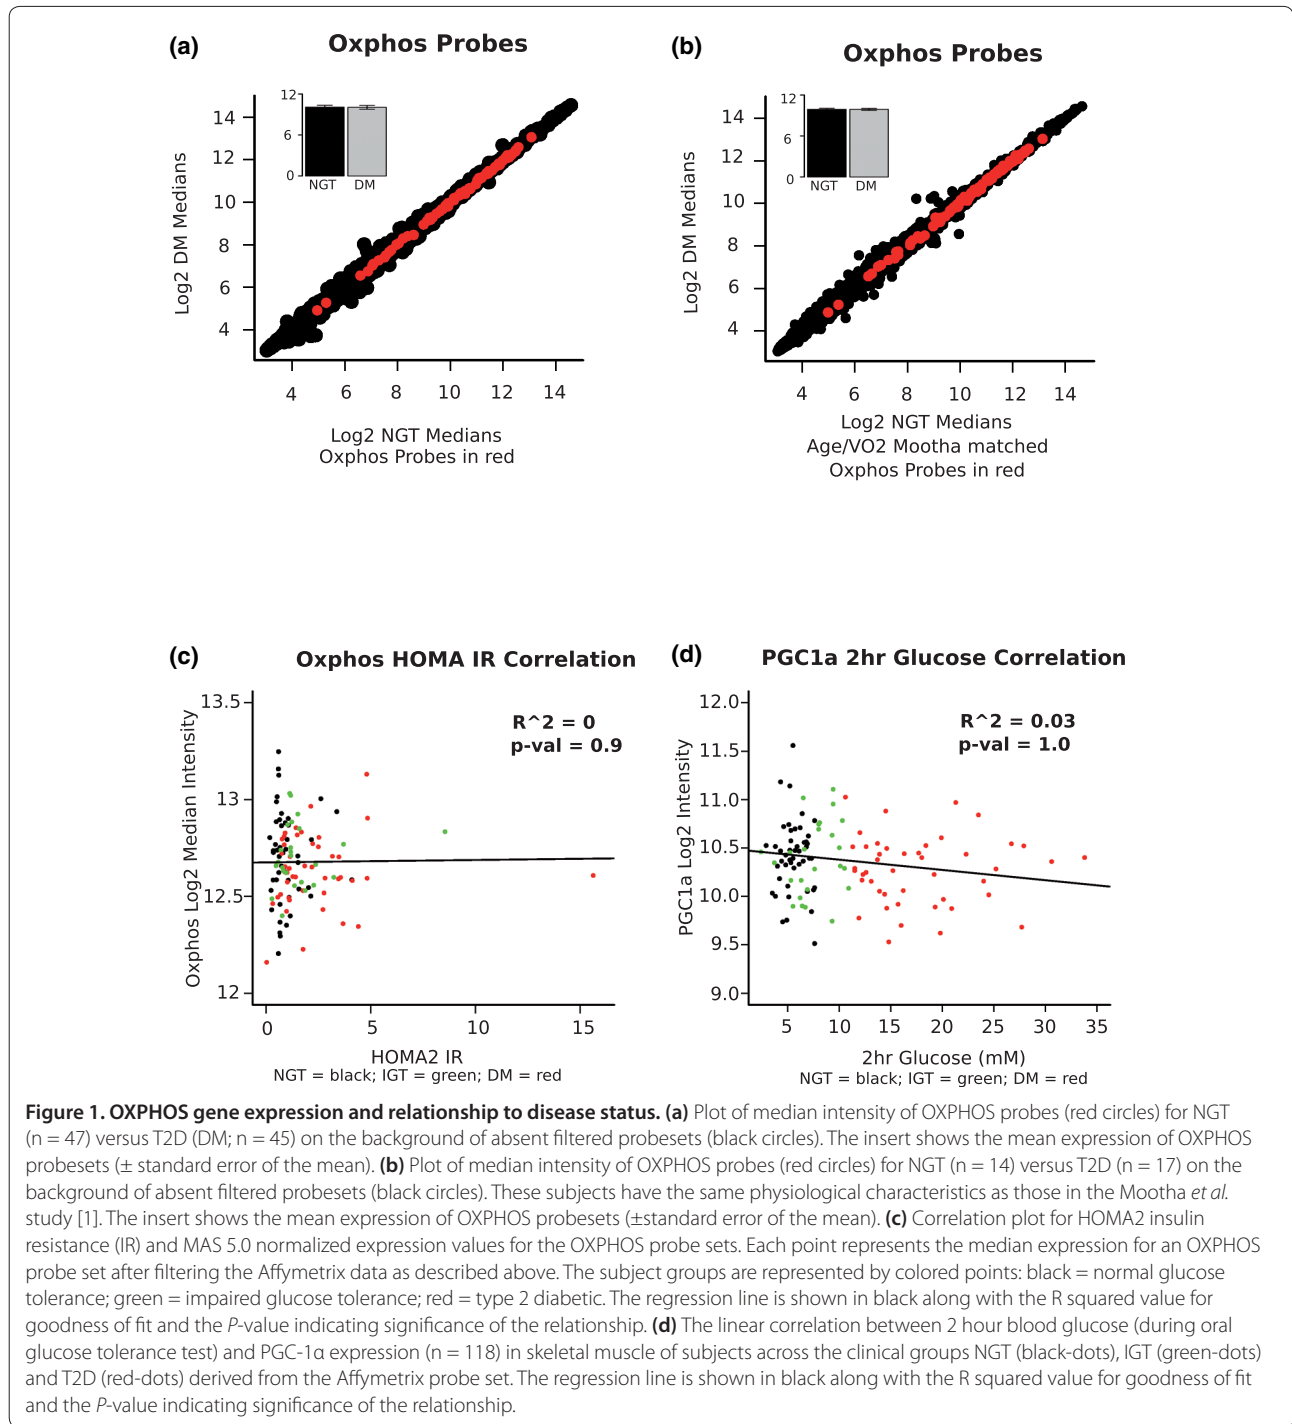 (a)
Oxphos Probes
12
6
0
NGT
DM
14
12
10
8
6
4
Log2 DM Medians
4
6
8
10
12
14
Log2 NGT Medians
Oxphos Probes in red
(b)
Oxphos Probes
12
6
0
NGT
DM
14
12
10
8
6
4
Log2 DM Medians
4
6
8
10
12
14
Log2 NGT Medians
Age/VO2 Mootha matched
Oxphos Probes in red
(c)
Oxphos HOMA IR Correlation
R^2 = 0
p-val = 0.9
13.5
13
12.5
12
Oxphos Log2 Median Intensity
0
5
10
15
HOMA2 IR
NGT = black; IGT = green; DM = red
(d)
PGC1a 2hr Glucose Correlation
R^2 = 0.03
p-val = 1.0
12.0
11.5
11.0
10.5
10.0
9.5
9.0
PGC1a Log2 Intensity
5
10
15
20
25
30
35
2hr Glucose (mM)
NGT = black; IGT = green; DM = red
Figure 1. OXPHOS gene expression and relationship to disease status. (a) Plot of median intensity of OXPHOS probes (red circles) for NGT
(n = 47) versus T2D (DM; n = 45) on the background of absent filtered probesets (black circles). The insert shows the mean expression of OXPHOS
probesets (± standard error of the mean). (b) Plot of median intensity of OXPHOS probes (red circles) for NGT (n = 14) versus T2D (n = 17) on the
background of absent filtered probesets (black circles). These subjects have the same physiological characteristics as those in the Mootha et al.
study [1]. The insert shows the mean expression of OXPHOS probesets (±standard error of the mean). (c) Correlation plot for HOMA2 insulin
resistance (IR) and MAS 5.0 normalized expression values for the OXPHOS probe sets. Each point represents the median expression for an OXPHOS
probe set after filtering the Affymetrix data as described above. The subject groups are represented by colored points: black = normal glucose
tolerance; green = impaired glucose tolerance; red = type 2 diabetic. The regression line is shown in black along with the R squared value for
goodness of fit and the P-value indicating significance of the relationship. (d) The linear correlation between 2 hour blood glucose (during oral
glucose tolerance test) and PGC-1α expression (n = 118) in skeletal muscle of subjects across the clinical groups NGT (black-dots), IGT (green-dots)
and T2D (red-dots) derived from the Affymetrix probe set. The regression line is shown in black along with the R squared value for goodness of fit
and the P-value indicating significance of the relationship.